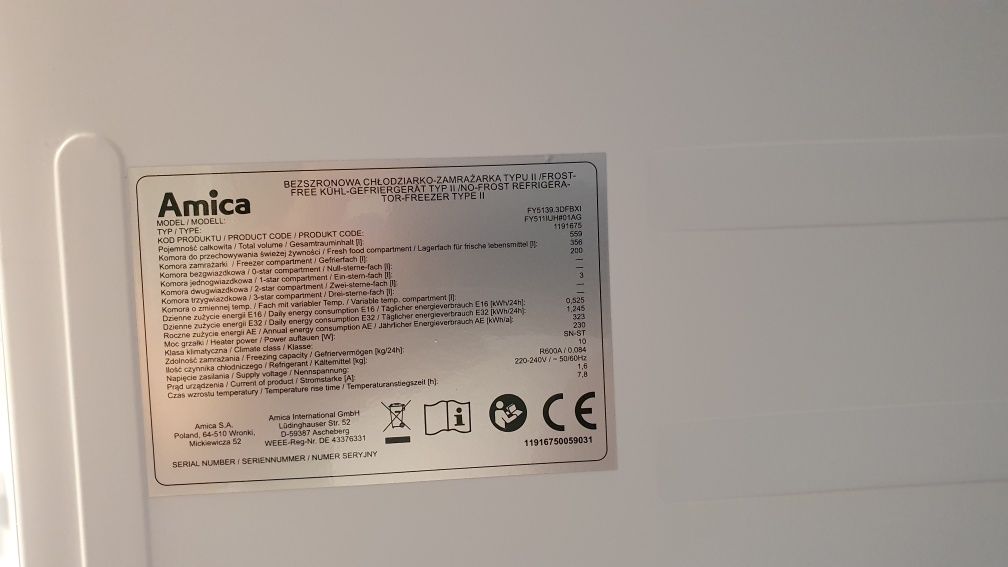 Amica
BEZSZRONOWA CHŁODZIARKO-ZAMRAŻARKA TYPU II /FROST-
FREE KÜHL-GEFRIERGERÄT TYP II /NO-FROST REFRIGERA-
TOR-FREEZER TYPE II
MODEL / MODELL: FY5139.3DFBXI
TYP / TYPE: FY511IUH#01AG
KOD PRODUKTU / PRODUCT CODE / PRODUKT CODE: 1191675
Pojemność całkowita / Total volume / Gesamtrauminhalt [l]: 559
Komora do przechowywania świeżej żywności / Fresh food compartment / Lagerfach für frische lebensmittel [l]: 356
Komora zamrażarki / Freezer compartment / Gefrierfach [l]: 200
Komora bezgwiazdkowa / 0-star compartment / Null-sterne-fach [l]: —
Komora jednogwiazdkowa / 1-star compartment / Ein-stern-fach [l]: —
Komora dwugwiazdkowa / 2-star compartment / Zwei-sterne-fach [l]: 3
Komora trzygwiazdkowa / 3-star compartment / Drei-sterne-fach [l]: —
Komora o zmiennej temp. / Fach mit variabler Temp. / Variable temp. compartment [l]: —
Dzienne zużycie energii E16 / Daily energy consumption E16 / Täglicher energieverbrauch E16 [kWh/24h]: 0,525
Dzienne zużycie energii E32 / Daily energy consumption E32 / Täglicher energieverbrauch E32 [kWh/24h]: 1,245
Roczne zużycie energii AE / Annual energy consumption AE / Jährlicher Energieverbrauch AE [kWh/a]: 323
Moc grzałki / Heater power / Power auftauen [W]: 230
Klasa klimatyczna / Climate class / Klasse: SN-ST
Zdolność zamrażania / Freezing capacity / Gefriervermögen [kg/24h]: 10
Ilość czynnika chłodniczego / Refrigerant / Kältemittel [kg]: R600A / 0,084
Napięcie zasilania / Supply voltage / Nennspannung: 220-240V / ~ 50/60Hz
Prąd urządzenia / Current of product / Stromstarke [A]: 1,6
Czas wzrostu temperatury / Temperature rise time / Temperaturanstiegszeit [h]: 7,8
Amica S.A.
Poland, 64-510 Wronki,
Mickiewicza 52
Amica International GmbH
Lüdinghauser Str. 52
D-59387 Ascheberg
WEEE-Reg-Nr. DE 43376331
CE
11916750059031
SERIAL NUMBER / SERIENNUMMER / NUMER SERYJNY